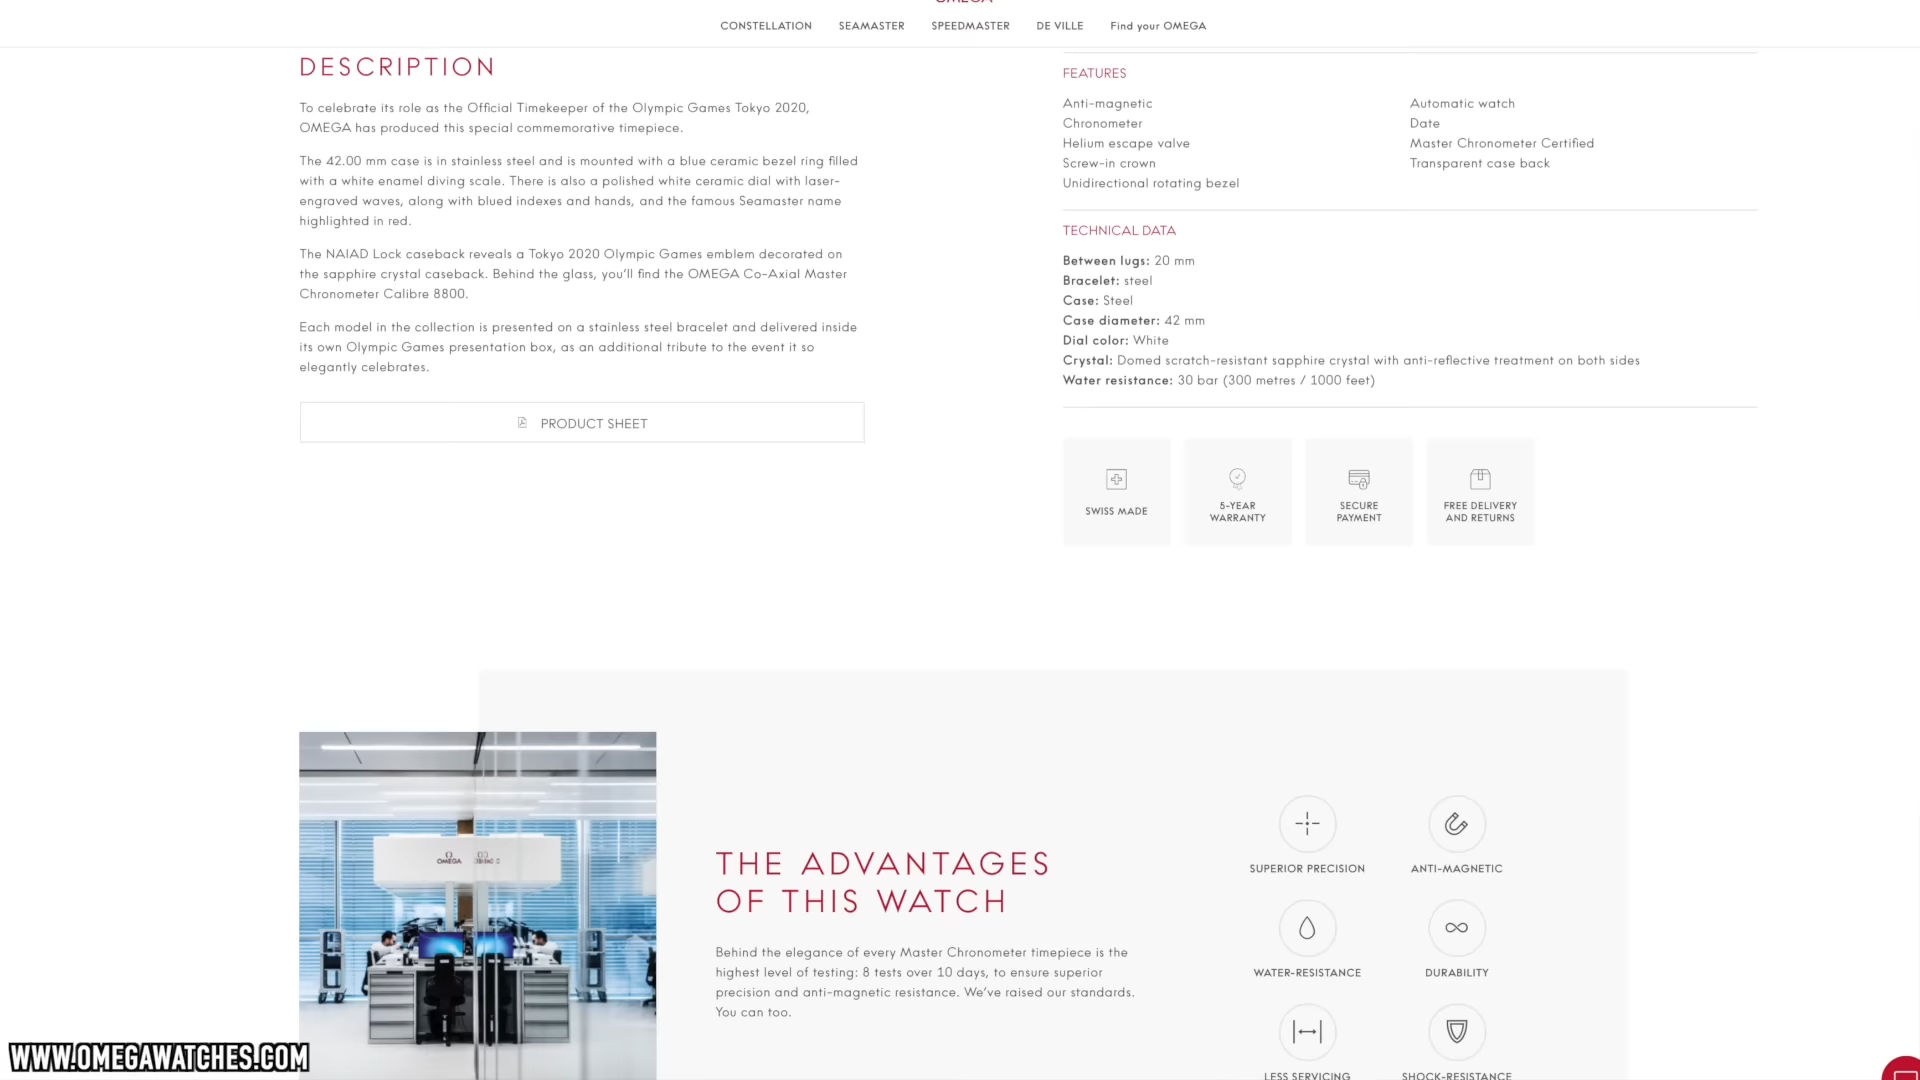 OMEGA
CONSTELLATION SEAMASTER SPEEDMASTER DE VILLE Find your OMEGA
DESCRIPTION
To celebrate its role as the Official Timekeeper of the Olympic Games Tokyo 2020,
OMEGA has produced this special commemorative timepiece.
The 42.00 mm case is in stainless steel and is mounted with a blue ceramic bezel ring filled
with a white enamel diving scale. There is also a polished white ceramic dial with laser-
engraved waves, along with blued indexes and hands, and the famous Seamaster name
highlighted in red.
The NAIAD Lock caseback reveals a Tokyo 2020 Olympic Games emblem decorated on
the sapphire crystal caseback. Behind the glass, you'll find the OMEGA Co-Axial Master
Chronometer Calibre 8800.
Each model in the collection is presented on a stainless steel bracelet and delivered inside
its own Olympic Games presentation box, as an additional tribute to the event it so
elegantly celebrates.
PRODUCT SHEET
FEATURES
Anti-magnetic
Chronometer
Helium escape valve
Screw-in crown
Unidirectional rotating bezel
Automatic watch
Date
Master Chronometer Certified
Transparent case back
TECHNICAL DATA
Between lugs: 20 mm
Bracelet: steel
Case: Steel
Case diameter: 42 mm
Dial color: White
Crystal: Domed scratch-resistant sapphire crystal with anti-reflective treatment on both sides
Water resistance: 30 bar (300 metres / 1000 feet)
SWISS MADE
5-YEAR
WARRANTY
SECURE
PAYMENT
FREE DELIVERY
AND RETURNS
OMEGA
THE ADVANTAGES
OF THIS WATCH
Behind the elegance of every Master Chronometer timepiece is the
highest level of testing: 8 tests over 10 days, to ensure superior
precision and anti-magnetic resistance. We've raised our standards.
You can too.
SUPERIOR PRECISION
ANTI-MAGNETIC
WATER-RESISTANCE
DURABILITY
LESS SERVICING
SHOCK-RESISTANCE
WWW.OMEGAWATCHES.COM